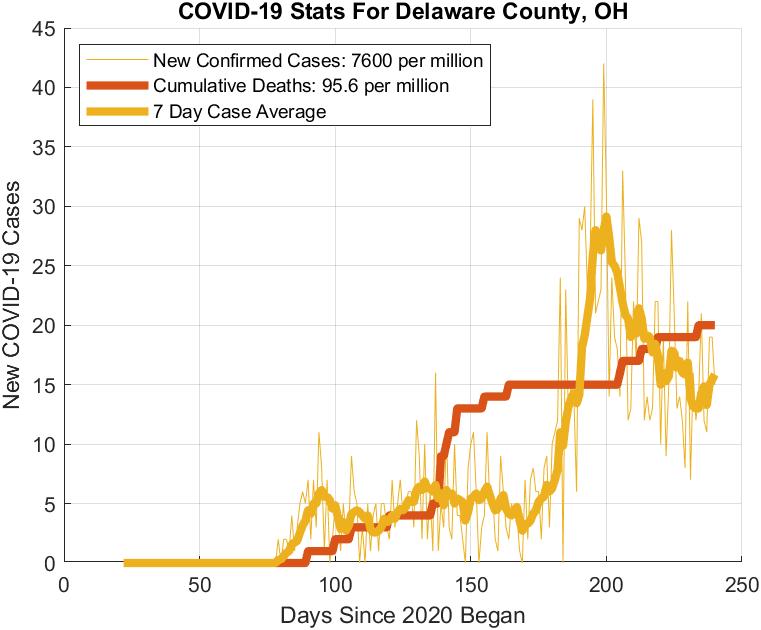 COVID-19 Stats For Delaware County, OH
45
40
35
30
25
20
15
10
5
0
New COVID-19 Cases
New Confirmed Cases: 7600 per million
Cumulative Deaths: 95.6 per million
7 Day Case Average
0
50
100
150
200
250
Days Since 2020 Began